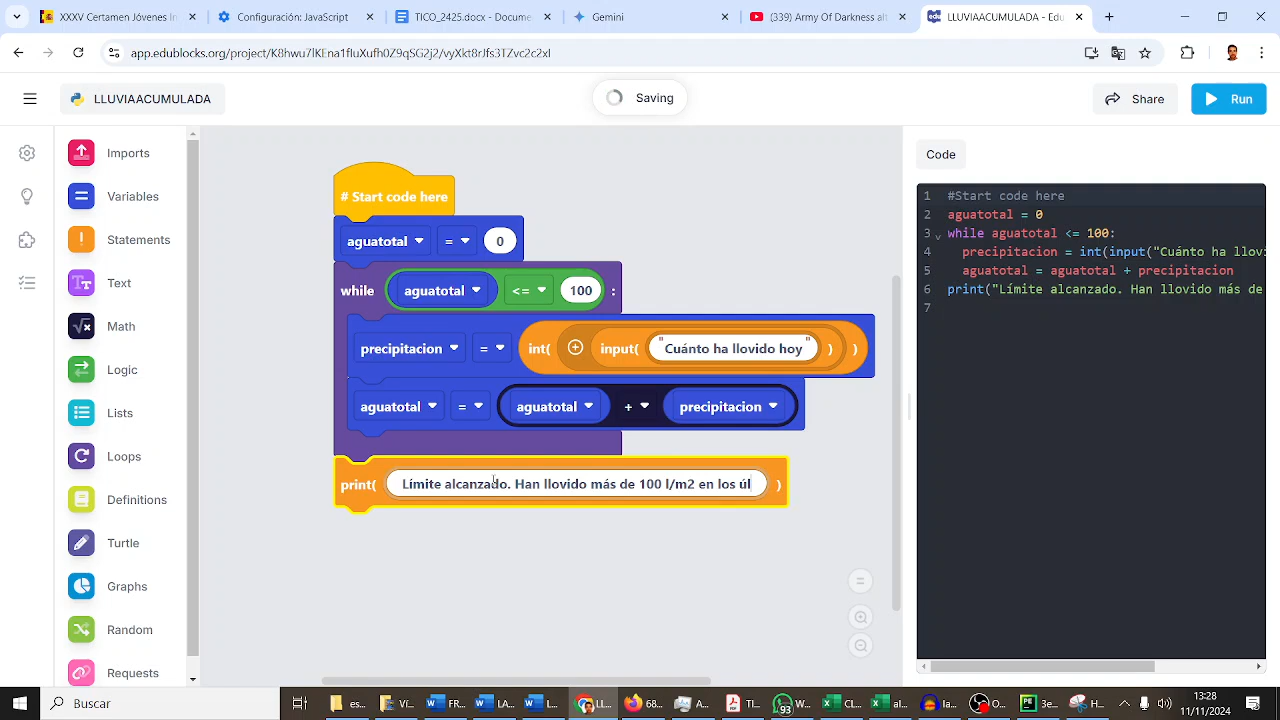 XXXV Certamen Jóvenes In
Configuración JavaScript
TICO_2425.docx - Docume
Gemini
(339) Army Of Darkness alt
LLUVIAACUMULADA - Edu
app.edublocks.org/project/K8hwu7lKEna1fIuXufh0Z9qSG2j2/vyXkt8rJfs3TZvc2c2xl
LLUVIAACUMULADA
Saving
Share
Run
Imports
Variables
Statements
Text
Math
Logic
Lists
Loops
Definitions
Turtle
Graphs
Random
Requests
# Start code here
aguatotal = 0
while aguatotal <= 100 :
precipitacion = int( + input( "Cuánto ha llovido hoy" ) )
aguatotal = aguatotal + precipitacion
print( Límite alcanzado. Han llovido más de 100 l/m2 en los úl )
Code
1 #Start code here
2 aguatotal = 0
3 while aguatotal <= 100:
4 precipitacion = int(input("Cuánto ha llovi
5 aguatotal = aguatotal + precipitacion
6 print("Límite alcanzado. Han llovido más de
7
Buscar
LL...
68...
A...
93
W...
13:28
11/11/2024